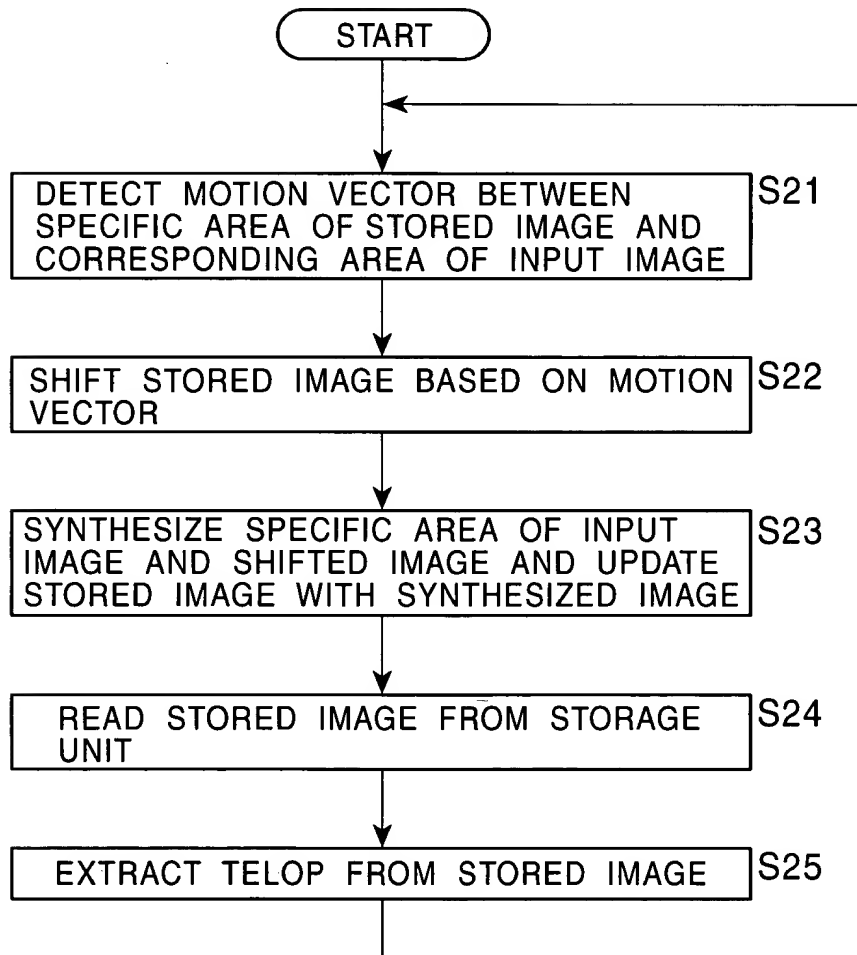 START
DETECT MOTION VECTOR BETWEEN
SPECIFIC AREA OF STORED IMAGE AND
CORRESPONDING AREA OF INPUT IMAGE
S21
SHIFT STORED IMAGE BASED ON MOTION
VECTOR
S22
SYNTHESIZE SPECIFIC AREA OF INPUT
IMAGE AND SHIFTED IMAGE AND UPDATE
STORED IMAGE WITH SYNTHESIZED IMAGE
S23
READ STORED IMAGE FROM STORAGE
UNIT
S24
EXTRACT TELOP FROM STORED IMAGE
S25